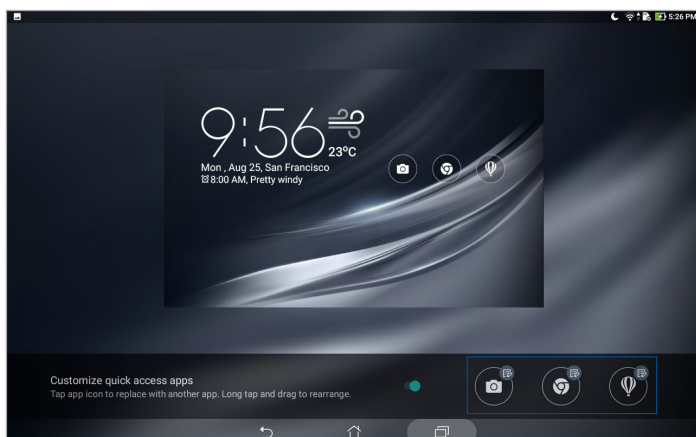 5:26 PM
9:56
23°C
Mon , Aug 25, San Francisco
8:00 AM, Pretty windy
Customize quick access apps
Tap app icon to replace with another app. Long tap and drag to rearrange.